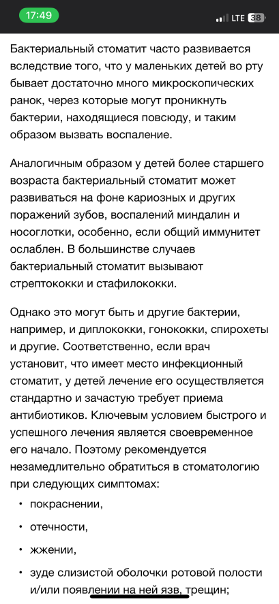 17:49
LTE 38
Бактериальный стоматит часто развивается
вследствие того, что у маленьких детей во рту
бывает достаточно много микроскопических
ранок, через которые могут проникнуть
бактерии, находящиеся повсюду, и таким
образом вызвать воспаление.
Аналогичным образом у детей более старшего
возраста бактериальный стоматит может
развиваться на фоне кариозных и других
поражений зубов, воспалений миндалин и
носоглотки, особенно, если общий иммунитет
ослаблен. В большинстве случаев
бактериальный стоматит вызывают
стрептококки и стафилококки.
Однако это могут быть и другие бактерии,
например, и диплококки, гонококки, спирохеты
и другие. Соответственно, если врач
установит, что имеет место инфекционный
стоматит, у детей лечение его осуществляется
стандартно и зачастую требует приема
антибиотиков. Ключевым условием быстрого и
успешного лечения является своевременное
его начало. Поэтому рекомендуется
незамедлительно обратиться в стоматологию
при следующих симптомах:
• покраснении,
• отечности,
• жжении,
• зуде слизистой оболочки ротовой полости
и/или появлении на ней язв, трещин;